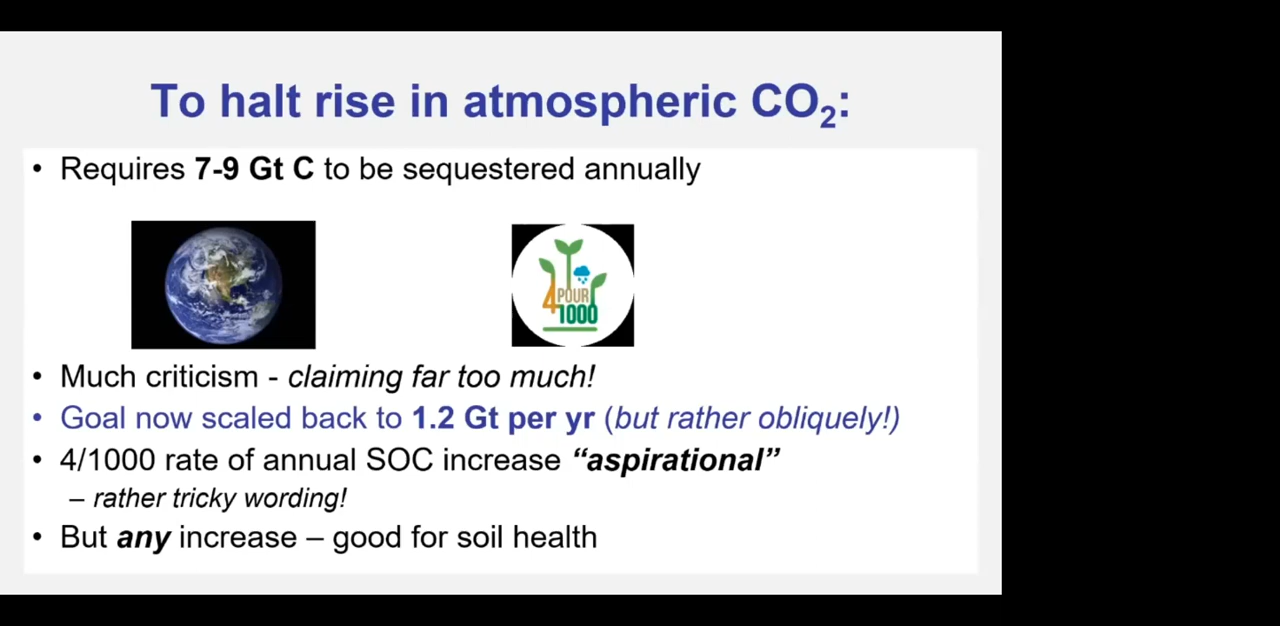 To halt rise in atmospheric CO₂:
• Requires 7-9 Gt C to be sequestered annually
4 POUR
1000
• Much criticism - claiming far too much!
• Goal now scaled back to 1.2 Gt per yr (but rather obliquely!)
• 4/1000 rate of annual SOC increase “aspirational”
– rather tricky wording!
• But any increase – good for soil health